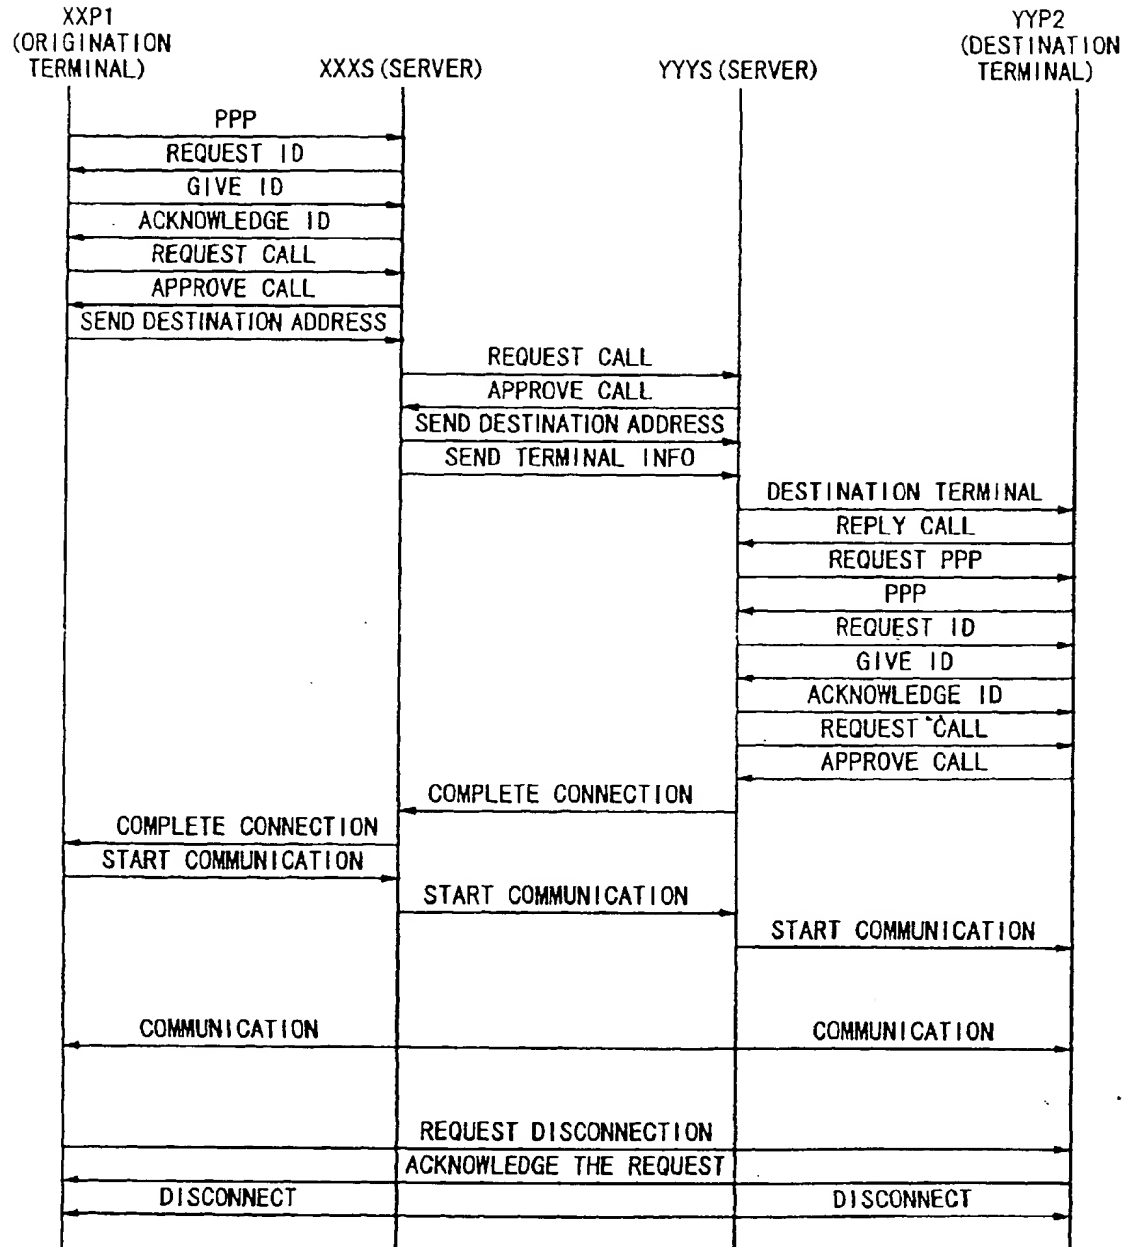 XXP1
(ORIGINATION
TERMINAL)
XXXS (SERVER)
YYYS (SERVER)
YYP2
(DESTINATION
TERMINAL)
PPP
REQUEST ID
GIVE ID
ACKNOWLEDGE ID
REQUEST CALL
APPROVE CALL
SEND DESTINATION ADDRESS
REQUEST CALL
APPROVE CALL
SEND DESTINATION ADDRESS
SEND TERMINAL INFO
DESTINATION TERMINAL
REPLY CALL
REQUEST PPP
PPP
REQUEST ID
GIVE ID
ACKNOWLEDGE ID
REQUEST CALL
APPROVE CALL
COMPLETE CONNECTION
COMPLETE CONNECTION
START COMMUNICATION
START COMMUNICATION
START COMMUNICATION
COMMUNICATION
COMMUNICATION
REQUEST DISCONNECTION
ACKNOWLEDGE THE REQUEST
DISCONNECT
DISCONNECT